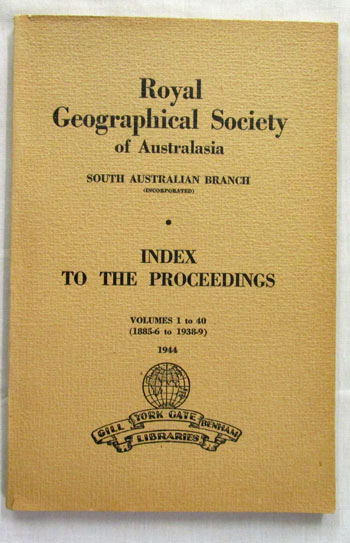 Royal
Geographical Society
of Australasia
SOUTH AUSTRALIAN BRANCH
(INCORPORATED)
INDEX
TO THE PROCEEDINGS
VOLUMES 1 to 40
(1885-6 to 1938-9)
1944
GILL YORK GATE BENHAM
LIBRARIES